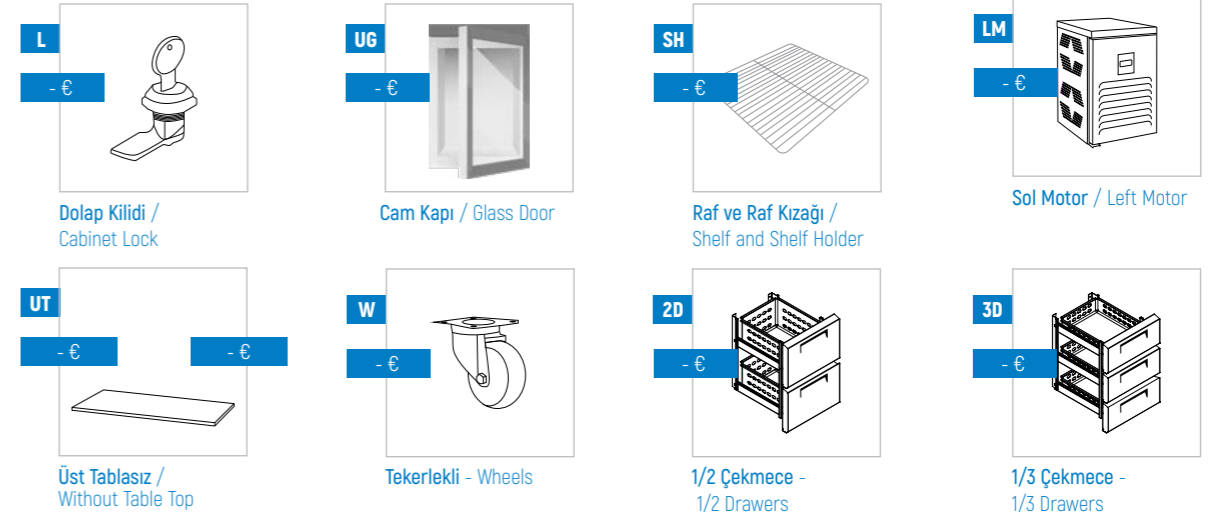 L
- €
Dolap Kilidi /
Cabinet Lock
UG
- €
Cam Kapı / Glass Door
SH
- €
Raf ve Raf Kızağı /
Shelf and Shelf Holder
LM
- €
Sol Motor / Left Motor
UT
- €
- €
Üst Tablasız /
Without Table Top
W
- €
Tekerlekli - Wheels
2D
- €
1/2 Çekmece -
1/2 Drawers
3D
- €
1/3 Çekmece -
1/3 Drawers